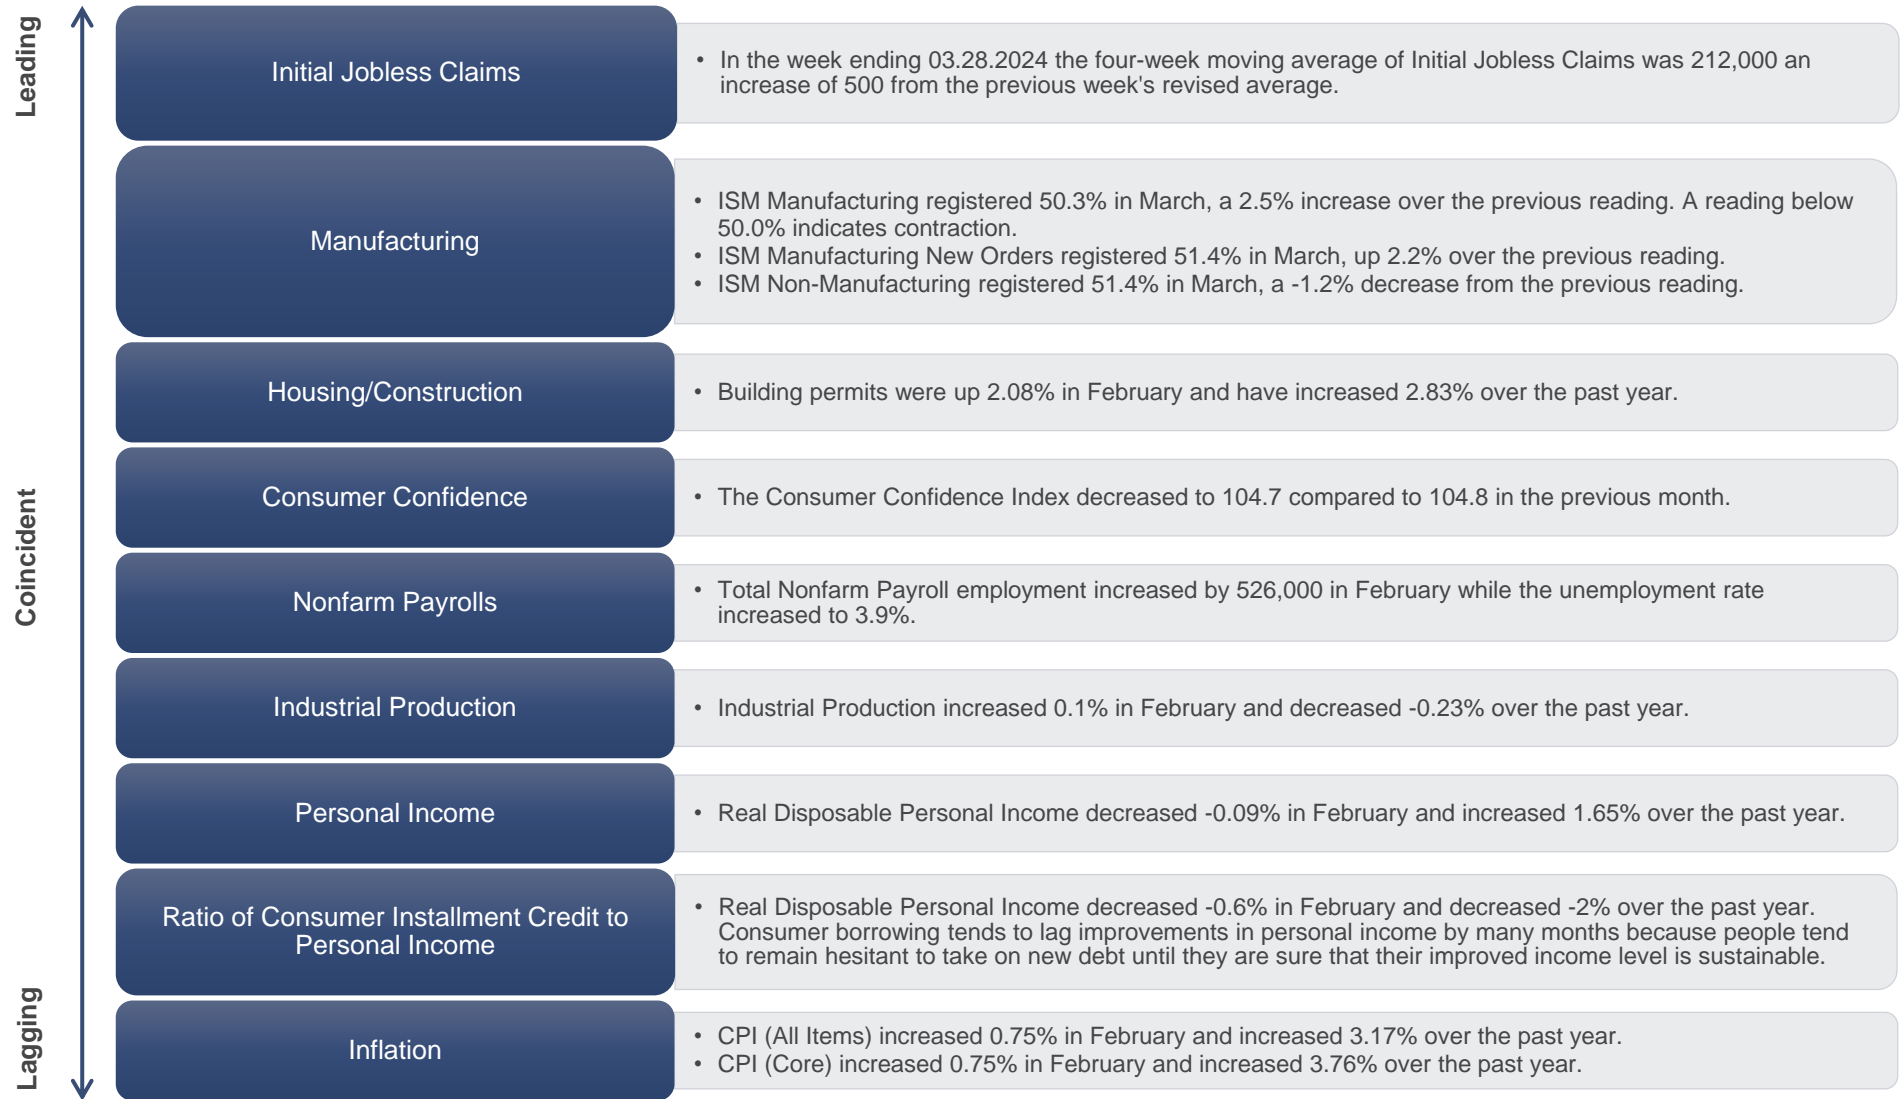 Leading
Initial Jobless Claims
• In the week ending 03.28.2024 the four-week moving average of Initial Jobless Claims was 212,000 an
increase of 500 from the previous week's revised average.
Manufacturing
• ISM Manufacturing registered 50.3% in March, a 2.5% increase over the previous reading. A reading below
50.0% indicates contraction.
• ISM Manufacturing New Orders registered 51.4% in March, up 2.2% over the previous reading.
• ISM Non-Manufacturing registered 51.4% in March, a -1.2% decrease from the previous reading.
Housing/Construction
• Building permits were up 2.08% in February and have increased 2.83% over the past year.
Coincident
Consumer Confidence
• The Consumer Confidence Index decreased to 104.7 compared to 104.8 in the previous month.
Nonfarm Payrolls
• Total Nonfarm Payroll employment increased by 526,000 in February while the unemployment rate
increased to 3.9%.
Industrial Production
• Industrial Production increased 0.1% in February and decreased -0.23% over the past year.
Personal Income
• Real Disposable Personal Income decreased -0.09% in February and increased 1.65% over the past year.
Ratio of Consumer Installment Credit to
Personal Income
• Real Disposable Personal Income decreased -0.6% in February and decreased -2% over the past year.
Consumer borrowing tends to lag improvements in personal income by many months because people tend
to remain hesitant to take on new debt until they are sure that their improved income level is sustainable.
Lagging
Inflation
• CPI (All Items) increased 0.75% in February and increased 3.17% over the past year.
• CPI (Core) increased 0.75% in February and increased 3.76% over the past year.